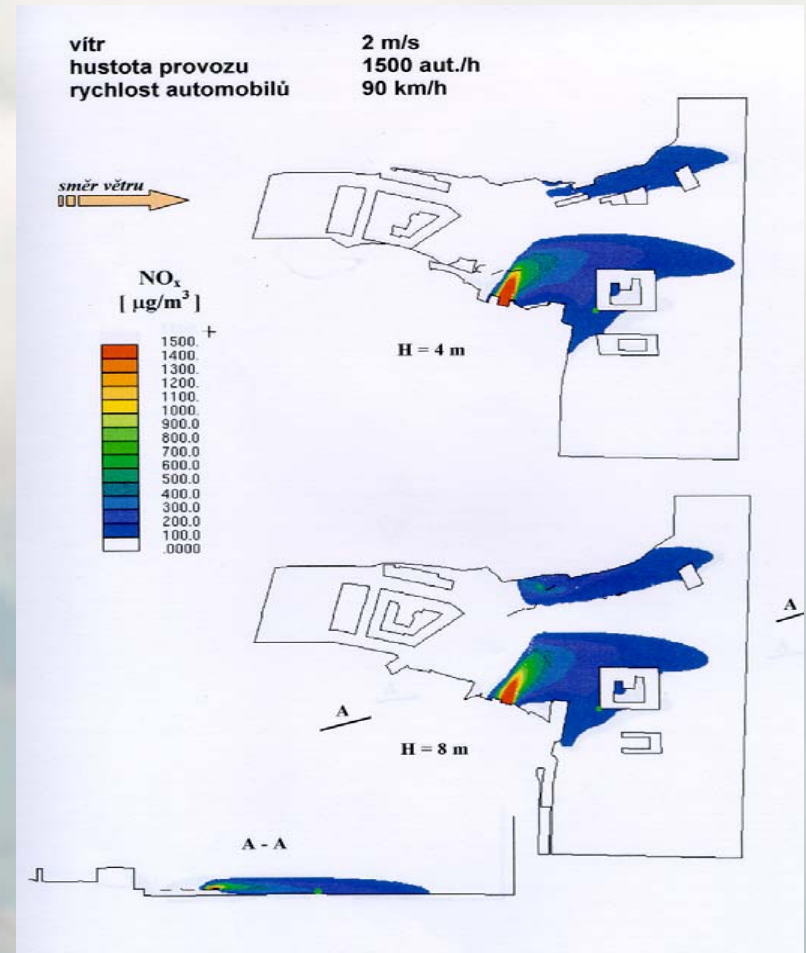 vítr 2 m/s
hustota provozu 1500 aut./h
rychlost automobilů 90 km/h
směr větru
NOx
[ µg/m³ ]
+
1500.
1400.
1300.
1200.
1100.
1000.
900.0
800.0
700.0
600.0
500.0
400.0
300.0
200.0
100.0
.0000
H = 4 m
A
A
H = 8 m
A - A